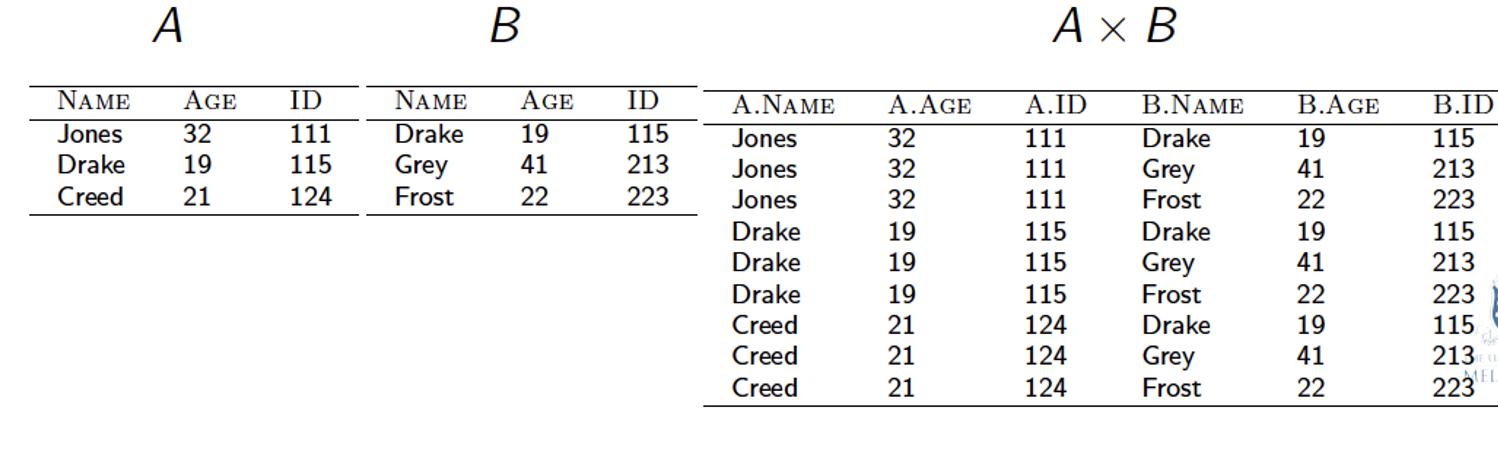 A B A × B
NAME AGE ID NAME AGE ID A.NAME A.AGE A.ID B.NAME B.AGE B.ID
Jones 32 111 Drake 19 115 Jones 32 111 Drake 19 115
Drake 19 115 Grey 41 213 Jones 32 111 Grey 41 213
Creed 21 124 Frost 22 223 Jones 32 111 Frost 22 223
Drake 19 115 Drake 19 115
Drake 19 115 Grey 41 213
Drake 19 115 Frost 22 223
Creed 21 124 Drake 19 115
Creed 21 124 Grey 41 213
Creed 21 124 Frost 22 223